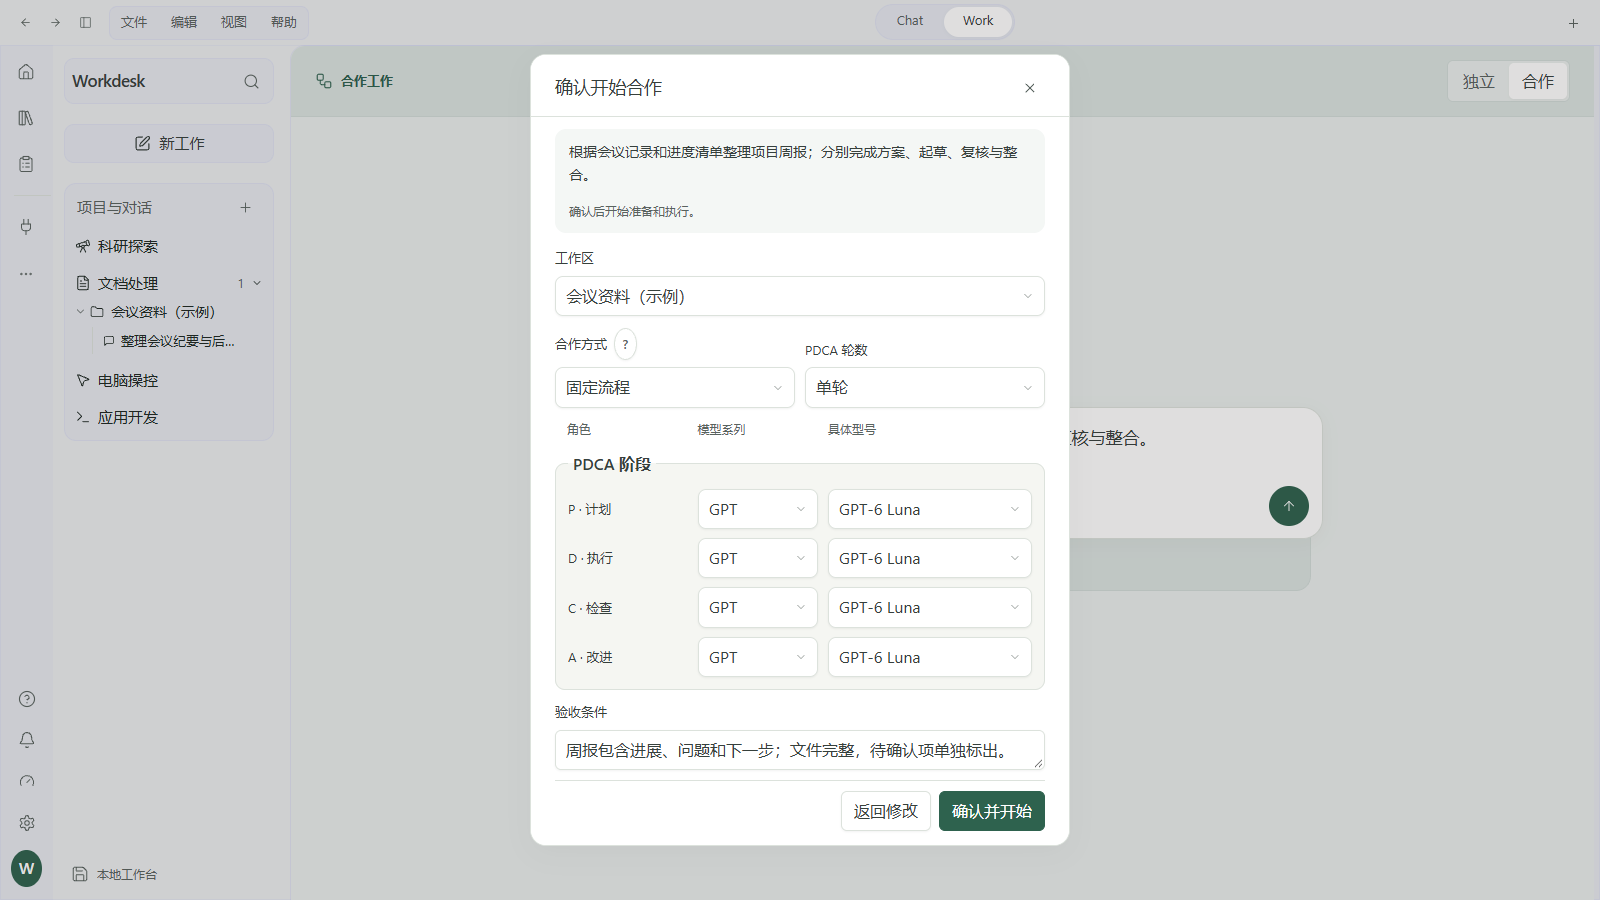 文件 编辑 视图 帮助
Chat Work
Workdesk
新工作
项目与对话
科研探索
文档处理 1
会议资料（示例）
整理会议纪要与后...
电脑操控
应用开发
本地工作台
W
合作工作
独立 合作
核与整合。
确认开始合作
根据会议记录和进度清单整理项目周报；分别完成方案、起草、复核与整
合。
确认后开始准备和执行。
工作区
会议资料（示例）
合作方式 ?
PDCA 轮数
固定流程
单轮
角色 模型系列 具体型号
PDCA 阶段
P · 计划 GPT GPT-6 Luna
D · 执行 GPT GPT-6 Luna
C · 检查 GPT GPT-6 Luna
A · 改进 GPT GPT-6 Luna
验收条件
周报包含进展、问题和下一步；文件完整，待确认项单独标出。
返回修改 确认并开始